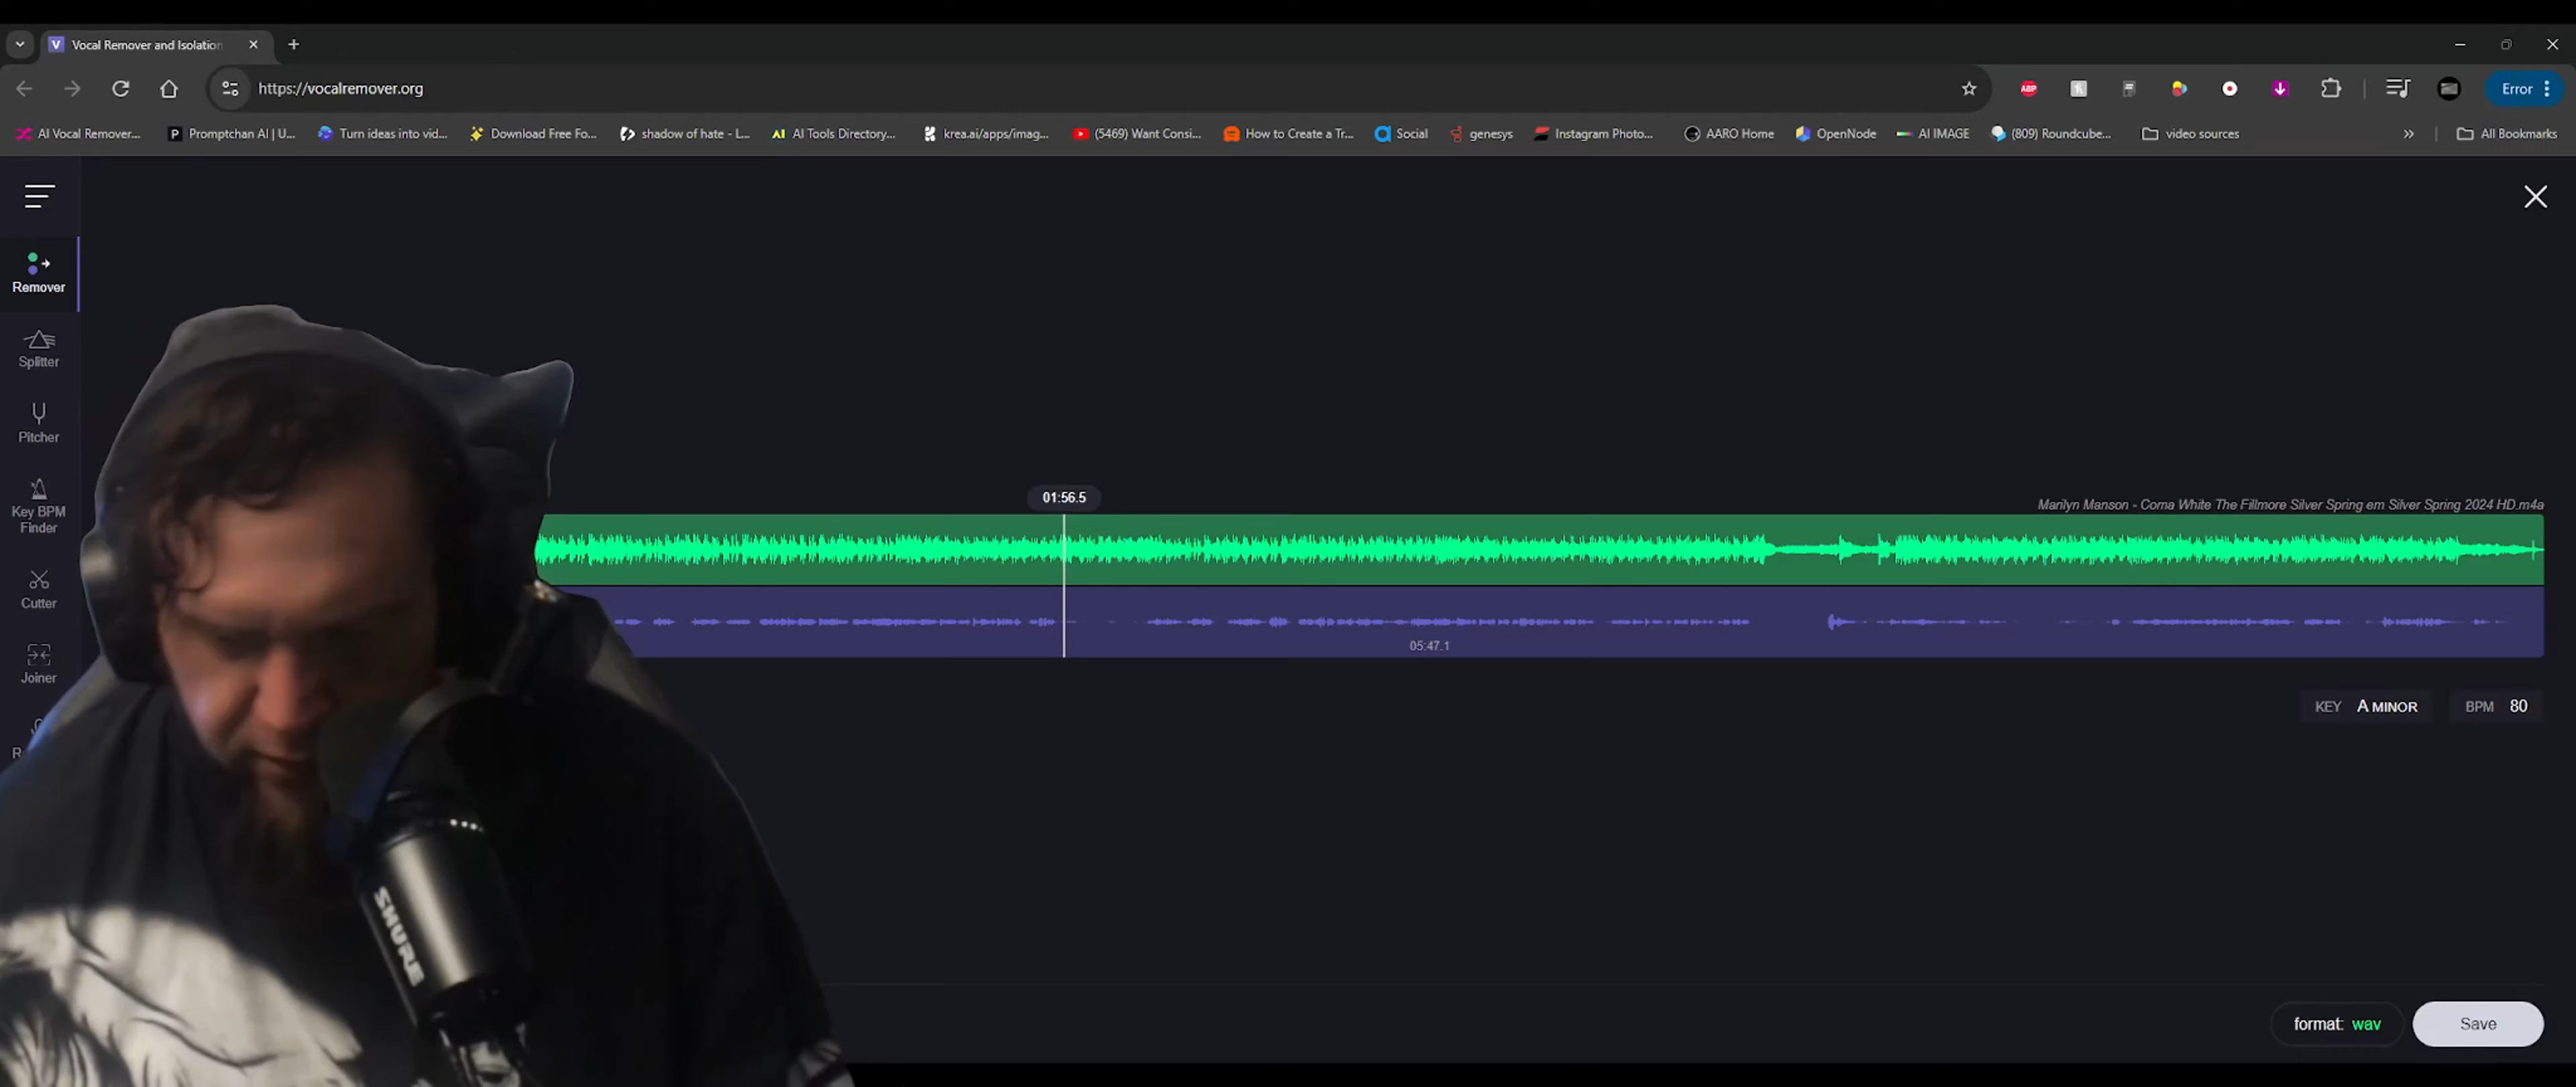 Vocal Remover and Isolation
https://vocalremover.org
Error
AI Vocal Remover...
Promptchan AI | U...
Turn ideas into vid...
Download Free Fo...
shadow of hate - L...
AI Tools Directory...
krea.ai/apps/imag...
(5469) Want Consi...
How to Create a Tr...
Social
genesys
Instagram Photo...
AARO Home
OpenNode
AI IMAGE
(809) Roundcube...
video sources
All Bookmarks
ABP
Remover
Splitter
Pitcher
Key BPM
Finder
Cutter
Joiner
01:56.5
Marilyn Manson - Coma White The Fillmore Silver Spring em Silver Spring 2024 HD.m4a
05:47.1
KEY A MINOR BPM 80
SHURE
format: wav
Save